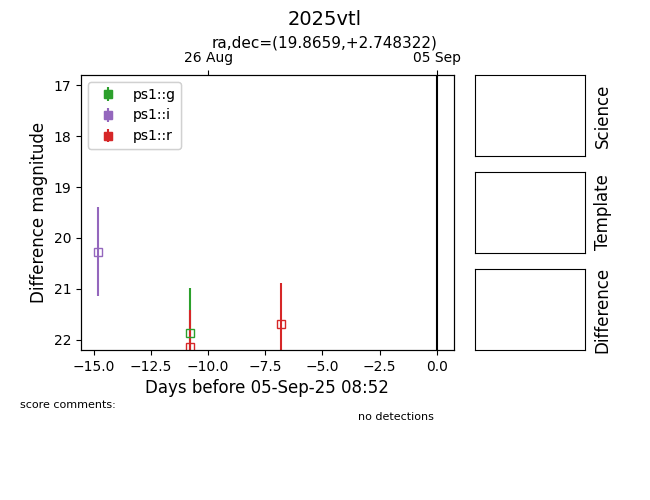 2025vtl
ra,dec=(19.8659,+2.748322)
26 Aug
05 Sep
ps1::g
ps1::i
ps1::r
17
18
19
20
21
22
Difference magnitude
−15.0
−12.5
−10.0
−7.5
−5.0
−2.5
0.0
Days before 05-Sep-25 08:52
Science
Template
Difference
score comments:
no detections